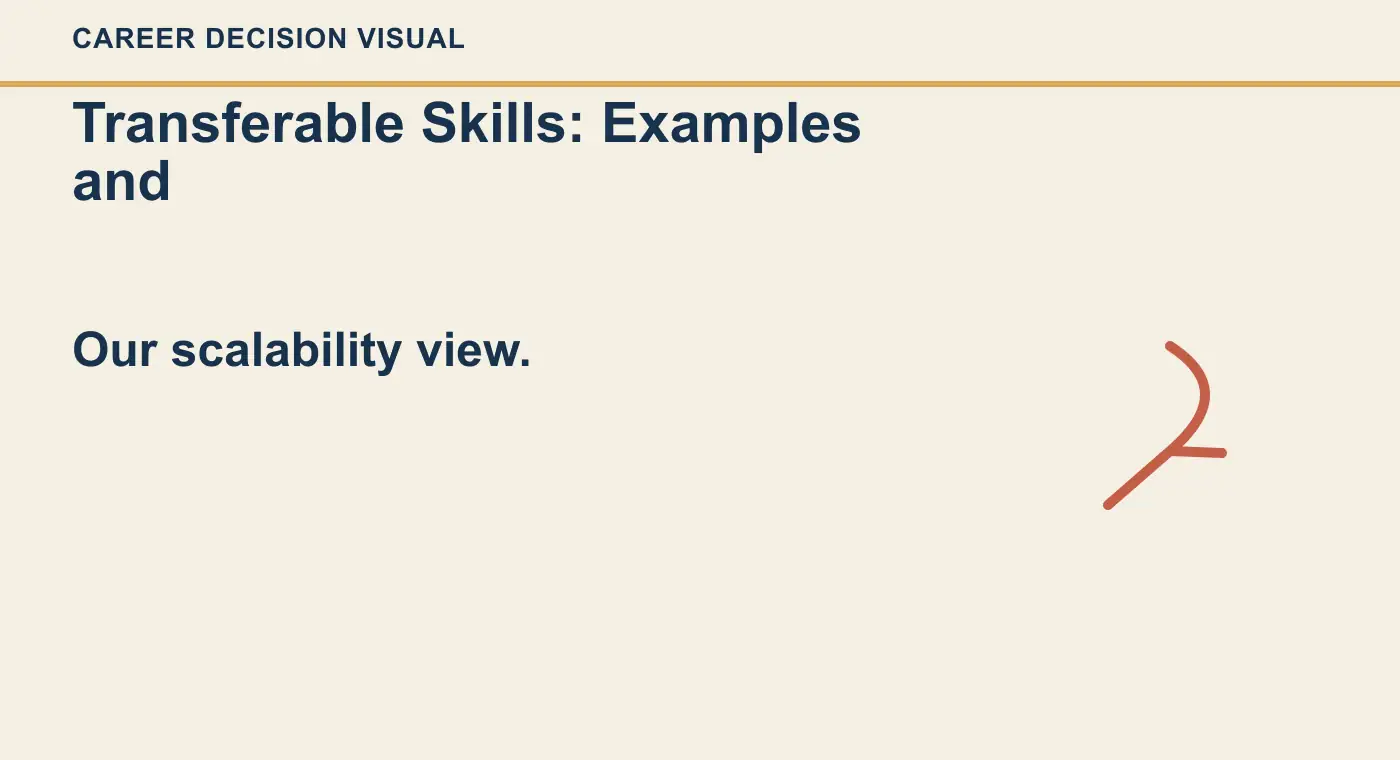 CAREER DECISION VISUAL
Transferable Skills: Examples
and
Our scalability view.